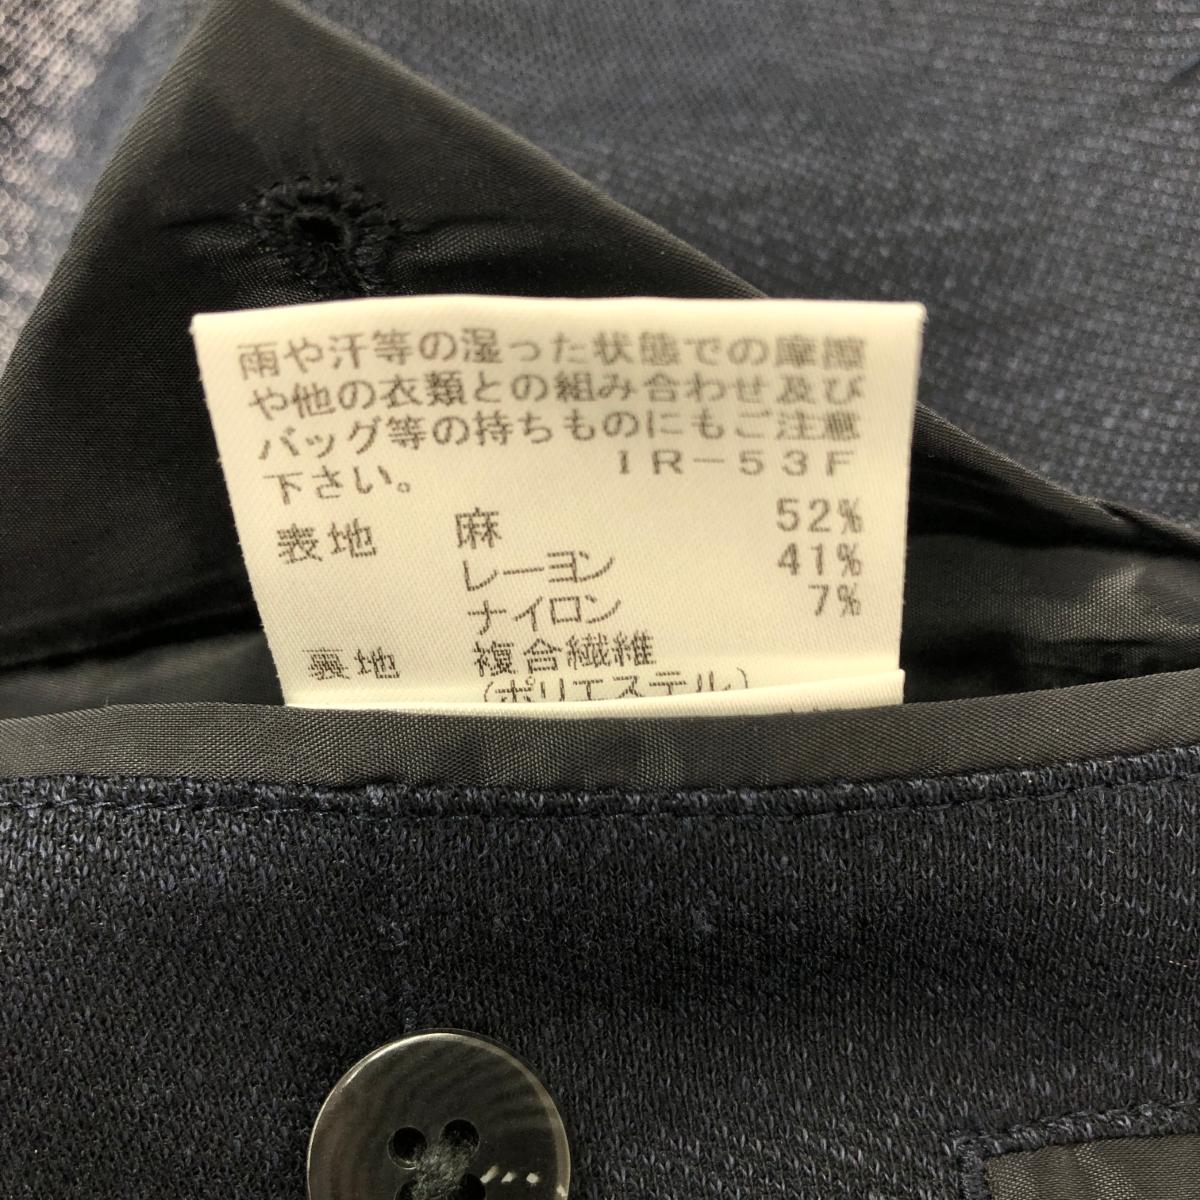 雨や汗等の湿った状態での摩擦
や他の衣類との組み合わせ及び
バッグ等の持ちものにもご注意
下さい。 IR-53F
表地 麻 52%
レーヨン 41%
ナイロン 7%
裏地 複合繊維
(ポリエステル)